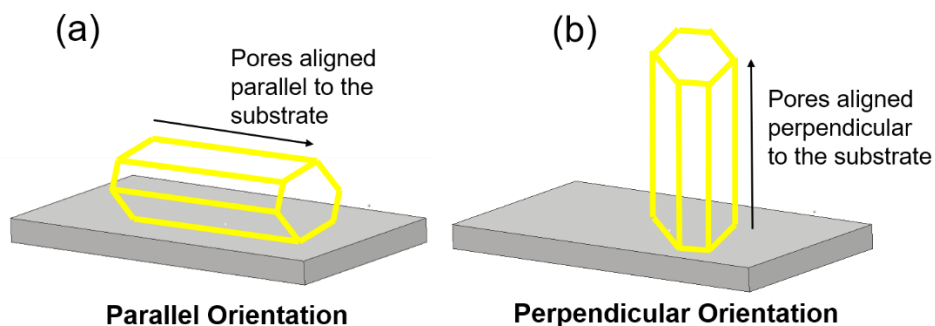 (a)
Pores aligned
parallel to the
substrate
Parallel Orientation
(b)
Pores aligned
perpendicular
to the substrate
Perpendicular Orientation